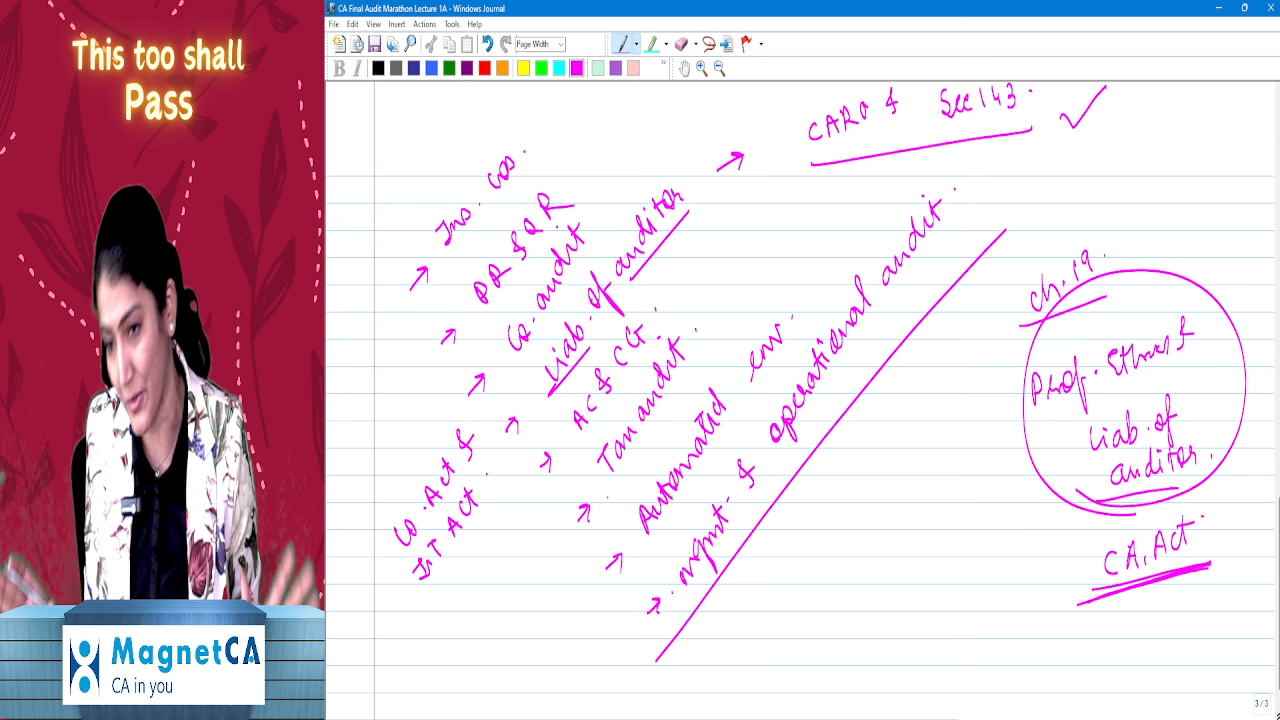 This too shall
Pass
MagnetCA
CA in you
CA Final Audit Marathon Lecture 1A - Windows Journal
File Edit View Insert Actions Tools Help
Page Width
CARO & Sec 143.
→ Ins. cos.
→ PR & QR
→ Co. audit
→ Liab. of auditor →
→ AC & CG.
→ Tax audit.
→ Automated env.
→ mgmt. & operational audit.
Co. Act &
IT Act.
Ch. 19.
Prof. Ethics &
Liab. of
auditor.
CA. Act.
3/3